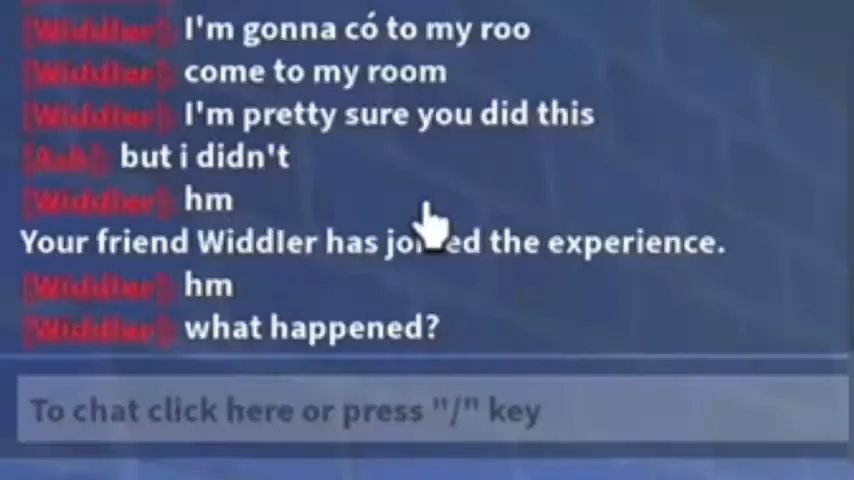 [Widdler]: I'm gonna có to my roo
[Widdler]: come to my room
[Widdler]: I'm pretty sure you did this
[Ash]: but i didn't
[Widdler]: hm
Your friend Widdler has joined the experience.
[Widdler]: hm
[Widdler]: what happened?
To chat click here or press "/" key